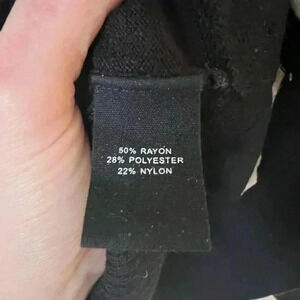 50% RAYON
28% POLYESTER
22% NYLON